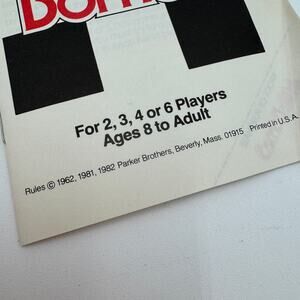 For 2, 3, 4 or 6 Players
Ages 8 to Adult
Rules © 1962, 1981, 1982 Parker Brothers, Beverly, Mass. 01915 Printed in U.S.A.